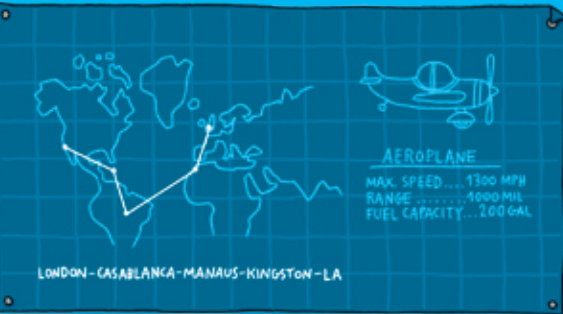 AEROPLANE
MAX. SPEED....1300 MPH
RANGE.........1000 MIL
FUEL CAPACITY...200 GAL
LONDON-CASABLANCA-MANAUS-KINGSTON-LA